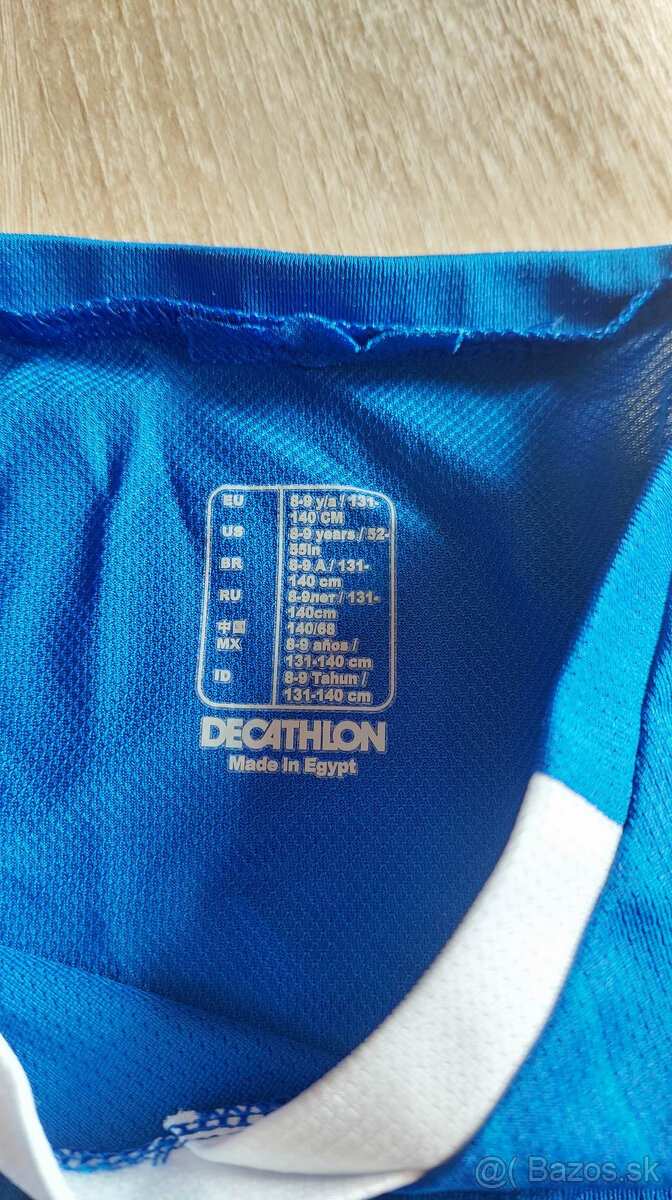 EU 8-9 y/a / 131-
140 CM
US 8-9 years / 52-
55in
BR 8-9 A / 131-
140 cm
RU 8-9лет / 131-
140cm
中国 140/68
MX 8-9 años /
131-140 cm
ID 8-9 Tahun /
131-140 cm
DECATHLON
Made in Egypt
@( Bazos.sk